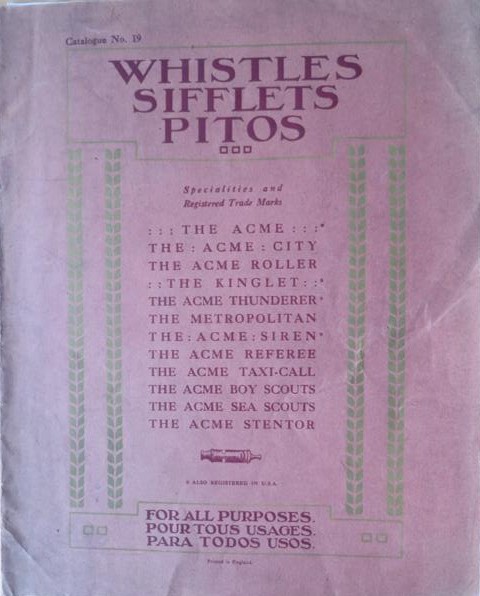 Catalogue No. 19
WHISTLES
SIFFLETS
PITOS
Specialities and
Registered Trade Marks
: : : THE ACME : : :*
THE : ACME : CITY
THE ACME ROLLER
: : THE KINGLET : :*
THE ACME THUNDERER*
THE METROPOLITAN
THE : ACME : SIREN*
THE ACME REFEREE
THE ACME TAXI-CALL
THE ACME BOY SCOUTS
THE ACME SEA SCOUTS
THE ACME STENTOR
* ALSO REGISTERED IN U.S.A.
FOR ALL PURPOSES.
POUR TOUS USAGES.
PARA TODOS USOS.
Printed in England.